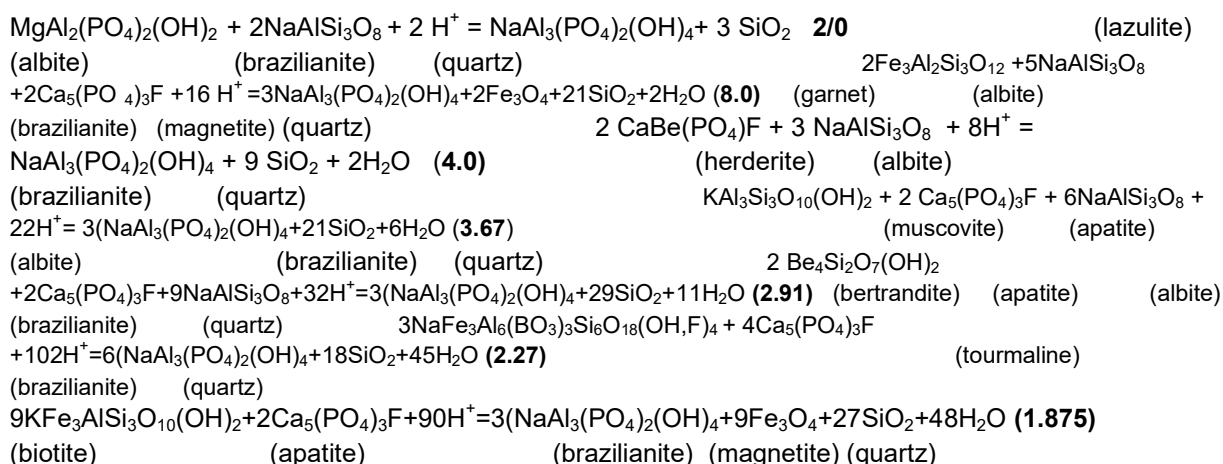 MgAl₂(PO₄)₂(OH)₂ + 2NaAlSi₃O₈ + 2 H⁺ = NaAl₃(PO₄)₂(OH)₄+ 3 SiO₂ 2/0 (lazulite)
(albite) (brazilianite) (quartz) 2Fe₃Al₂Si₃O₁₂ +5NaAlSi₃O₈
+2Ca₅(PO ₄)₃F +16 H⁺ =3NaAl₃(PO₄)₂(OH)₄+2Fe₃O₄+21SiO₂+2H₂O (8.0) (garnet) (albite)
(brazilianite) (magnetite) (quartz) 2 CaBe(PO₄)F + 3 NaAlSi₃O₈ + 8H⁺ =
NaAl₃(PO₄)₂(OH)₄ + 9 SiO₂ + 2H₂O (4.0) (herderite) (albite)
(brazilianite) (quartz) KAl₃Si₃O₁₀(OH)₂ + 2 Ca₅(PO₄)₃F + 6NaAlSi₃O₈ +
22H⁺= 3(NaAl₃(PO₄)₂(OH)₄+21SiO₂+6H₂O (3.67) (muscovite) (apatite)
(albite) (brazilianite) (quartz) 2 Be₄Si₂O₇(OH)₂
+2Ca₅(PO₄)₃F+9NaAlSi₃O₈+32H⁺=3(NaAl₃(PO₄)₂(OH)₄+29SiO₂+11H₂O (2.91) (bertrandite) (apatite) (albite)
(brazilianite) (quartz) 3NaFe₃Al₆(BO₃)₃Si₆O₁₈(OH,F)₄ + 4Ca₅(PO₄)₃F
+102H⁺=6(NaAl₃(PO₄)₂(OH)₄+18SiO₂+45H₂O (2.27) (tourmaline)
(brazilianite) (quartz)
9KFe₃AlSi₃O₁₀(OH)₂+2Ca₅(PO₄)₃F+90H⁺=3(NaAl₃(PO₄)₂(OH)₄+9Fe₃O₄+27SiO₂+48H₂O (1.875)
(biotite) (apatite) (brazilianite) (magnetite) (quartz)